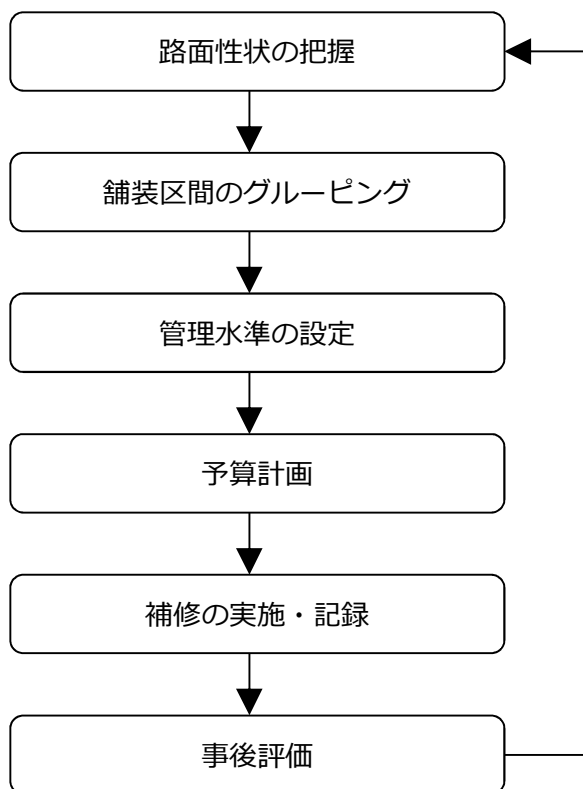 路面性状の把握
舗装区間のグルーピング
管理水準の設定
予算計画
補修の実施・記録
事後評価